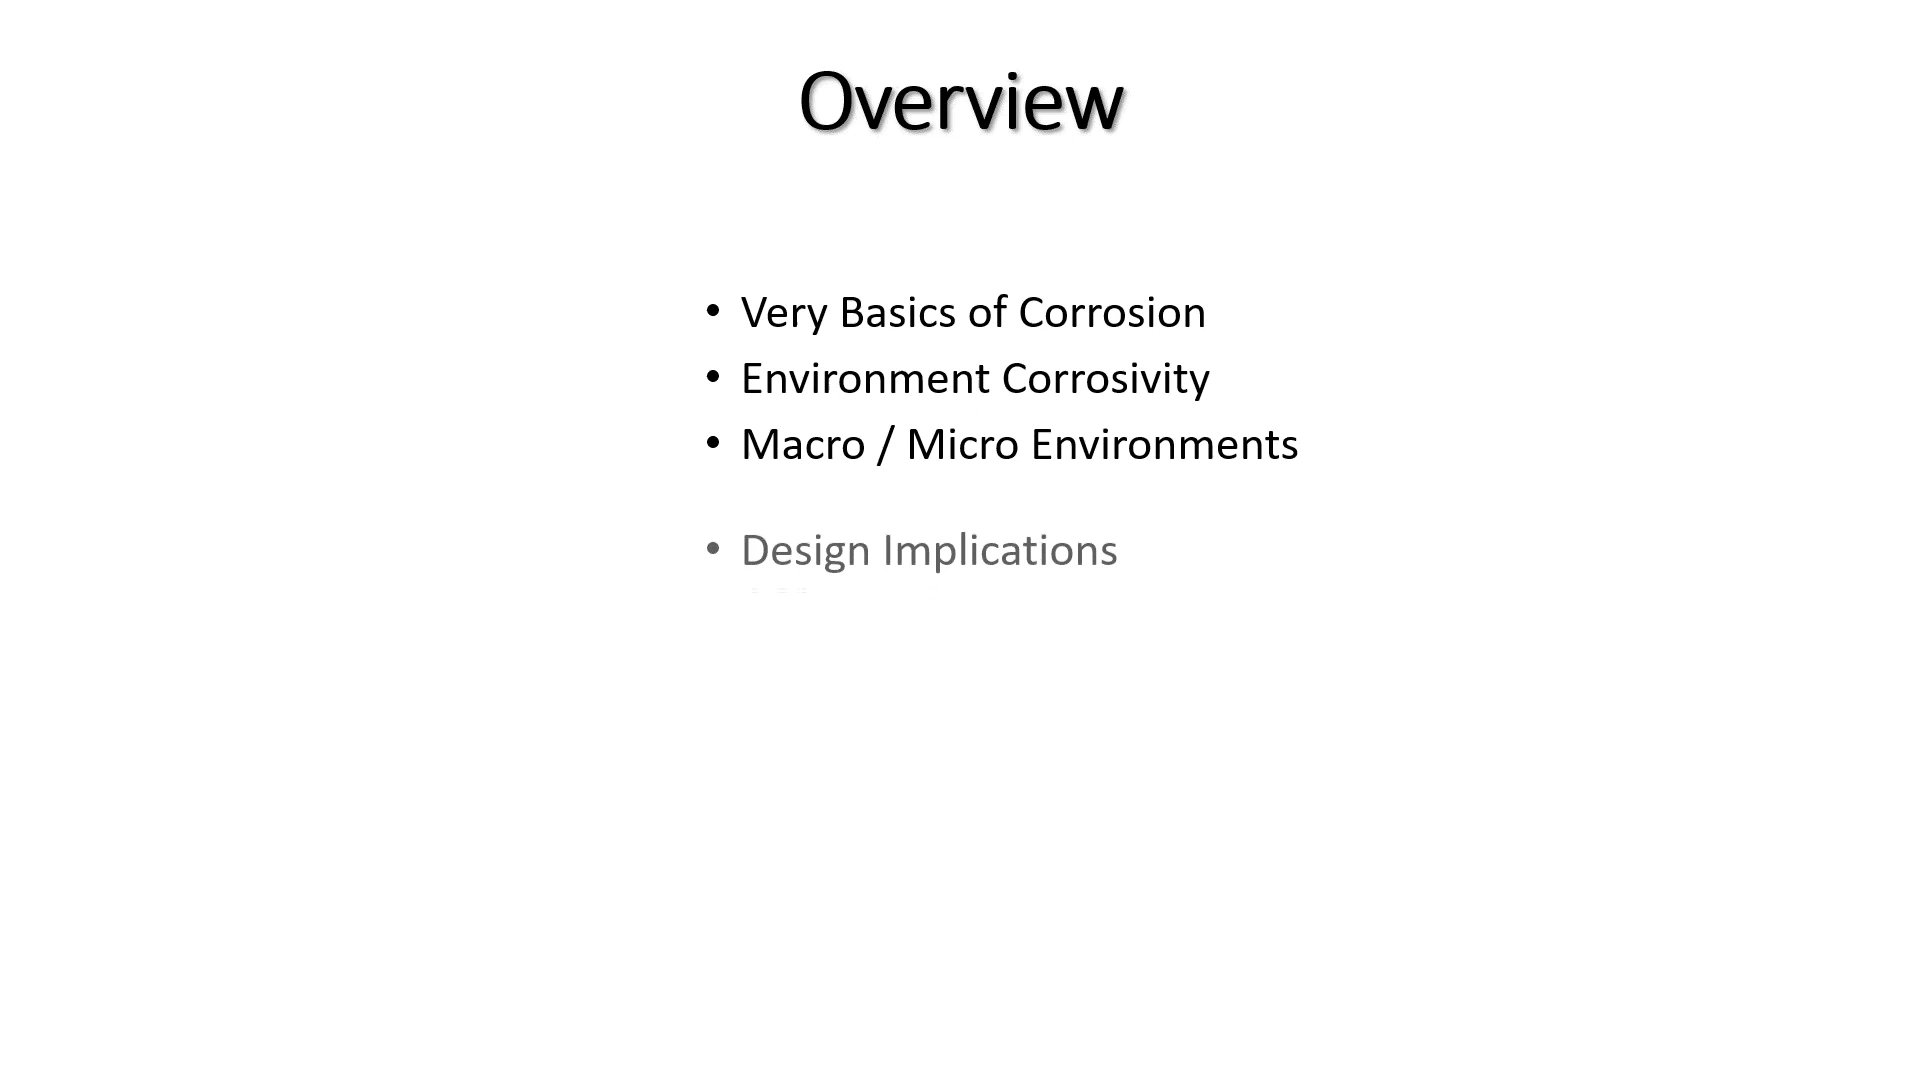 Overview
• Very Basics of Corrosion
• Environment Corrosivity
• Macro / Micro Environments
• Design Implications